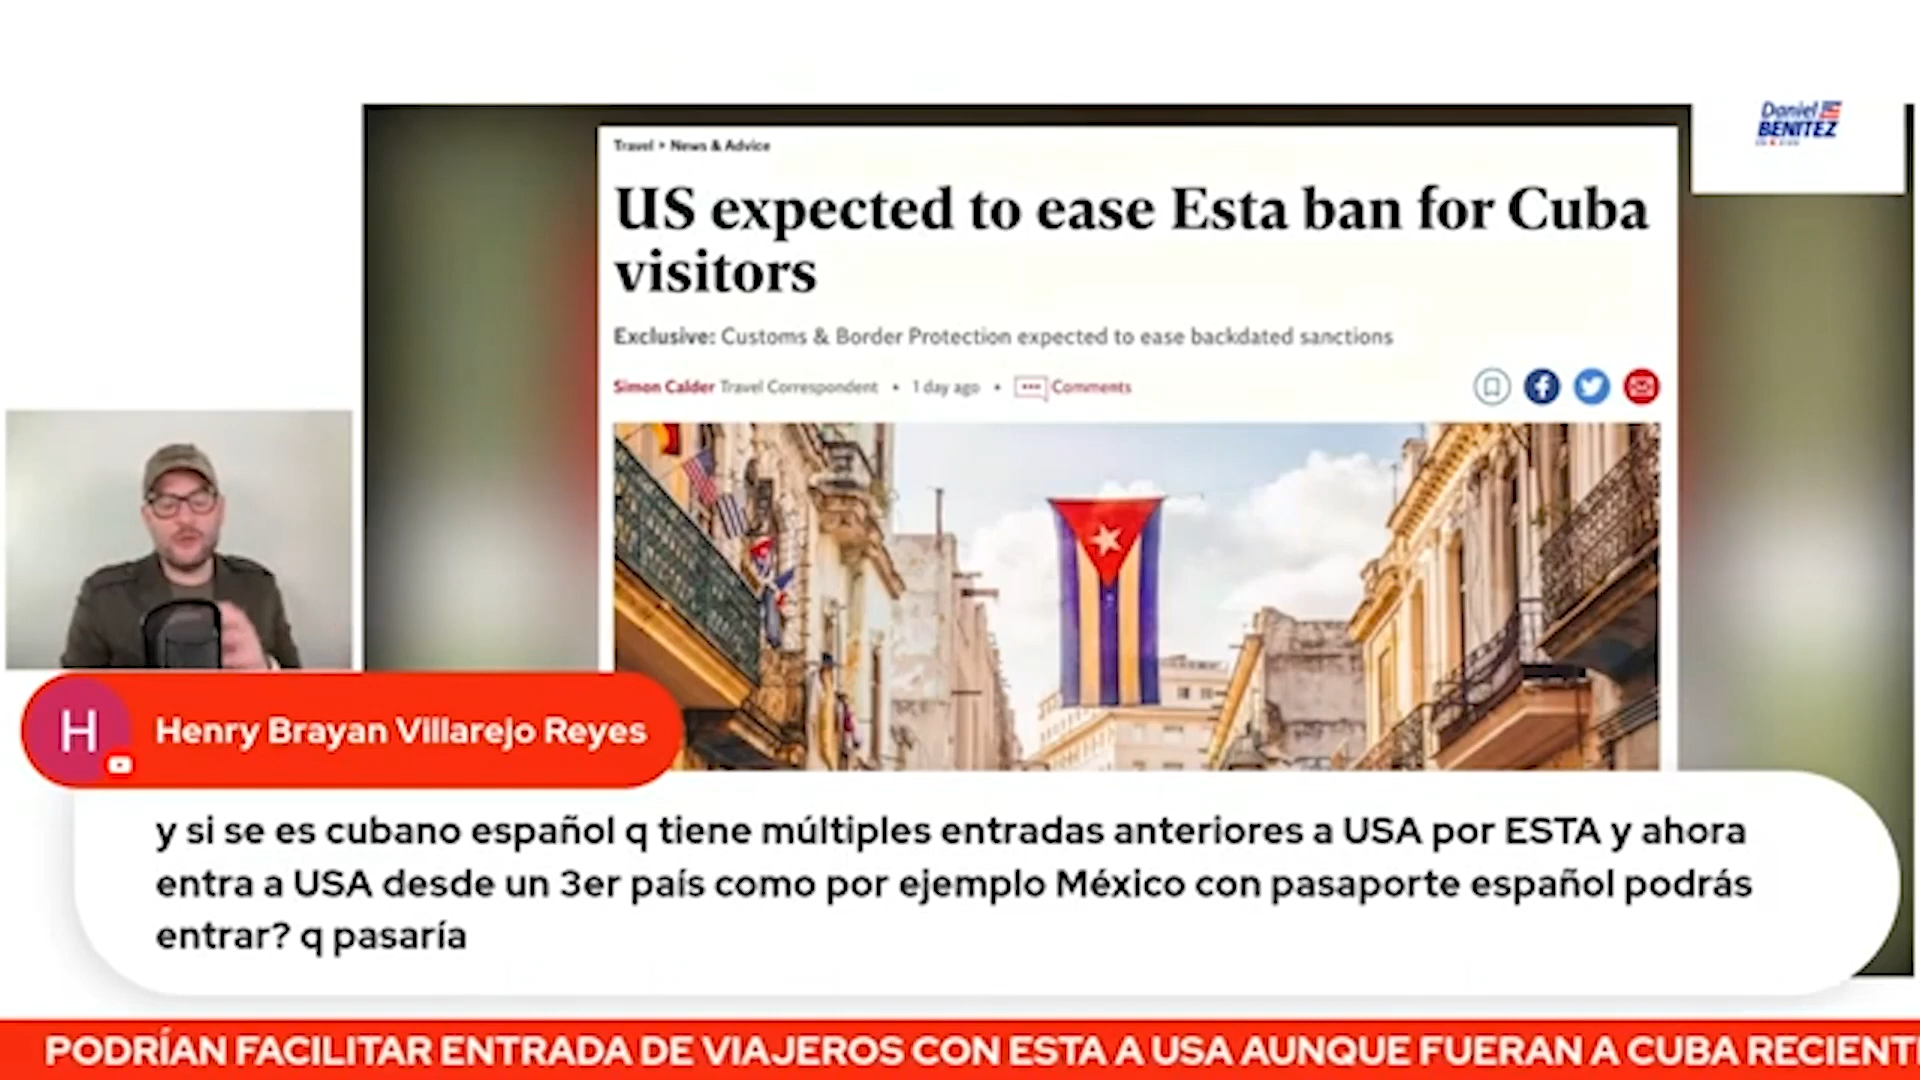 Daniel
BENITEZ
Travel > News & Advice
US expected to ease Esta ban for Cuba
visitors
Exclusive: Customs & Border Protection expected to ease backdated sanctions
Simon Calder Travel Correspondent • 1 day ago • Comments
H Henry Brayan Villarejo Reyes
y si se es cubano español q tiene múltiples entradas anteriores a USA por ESTA y ahora
entra a USA desde un 3er país como por ejemplo México con pasaporte español podrás
entrar? q pasaría
PODRÍAN FACILITAR ENTRADA DE VIAJEROS CON ESTA A USA AUNQUE FUERAN A CUBA RECIENT